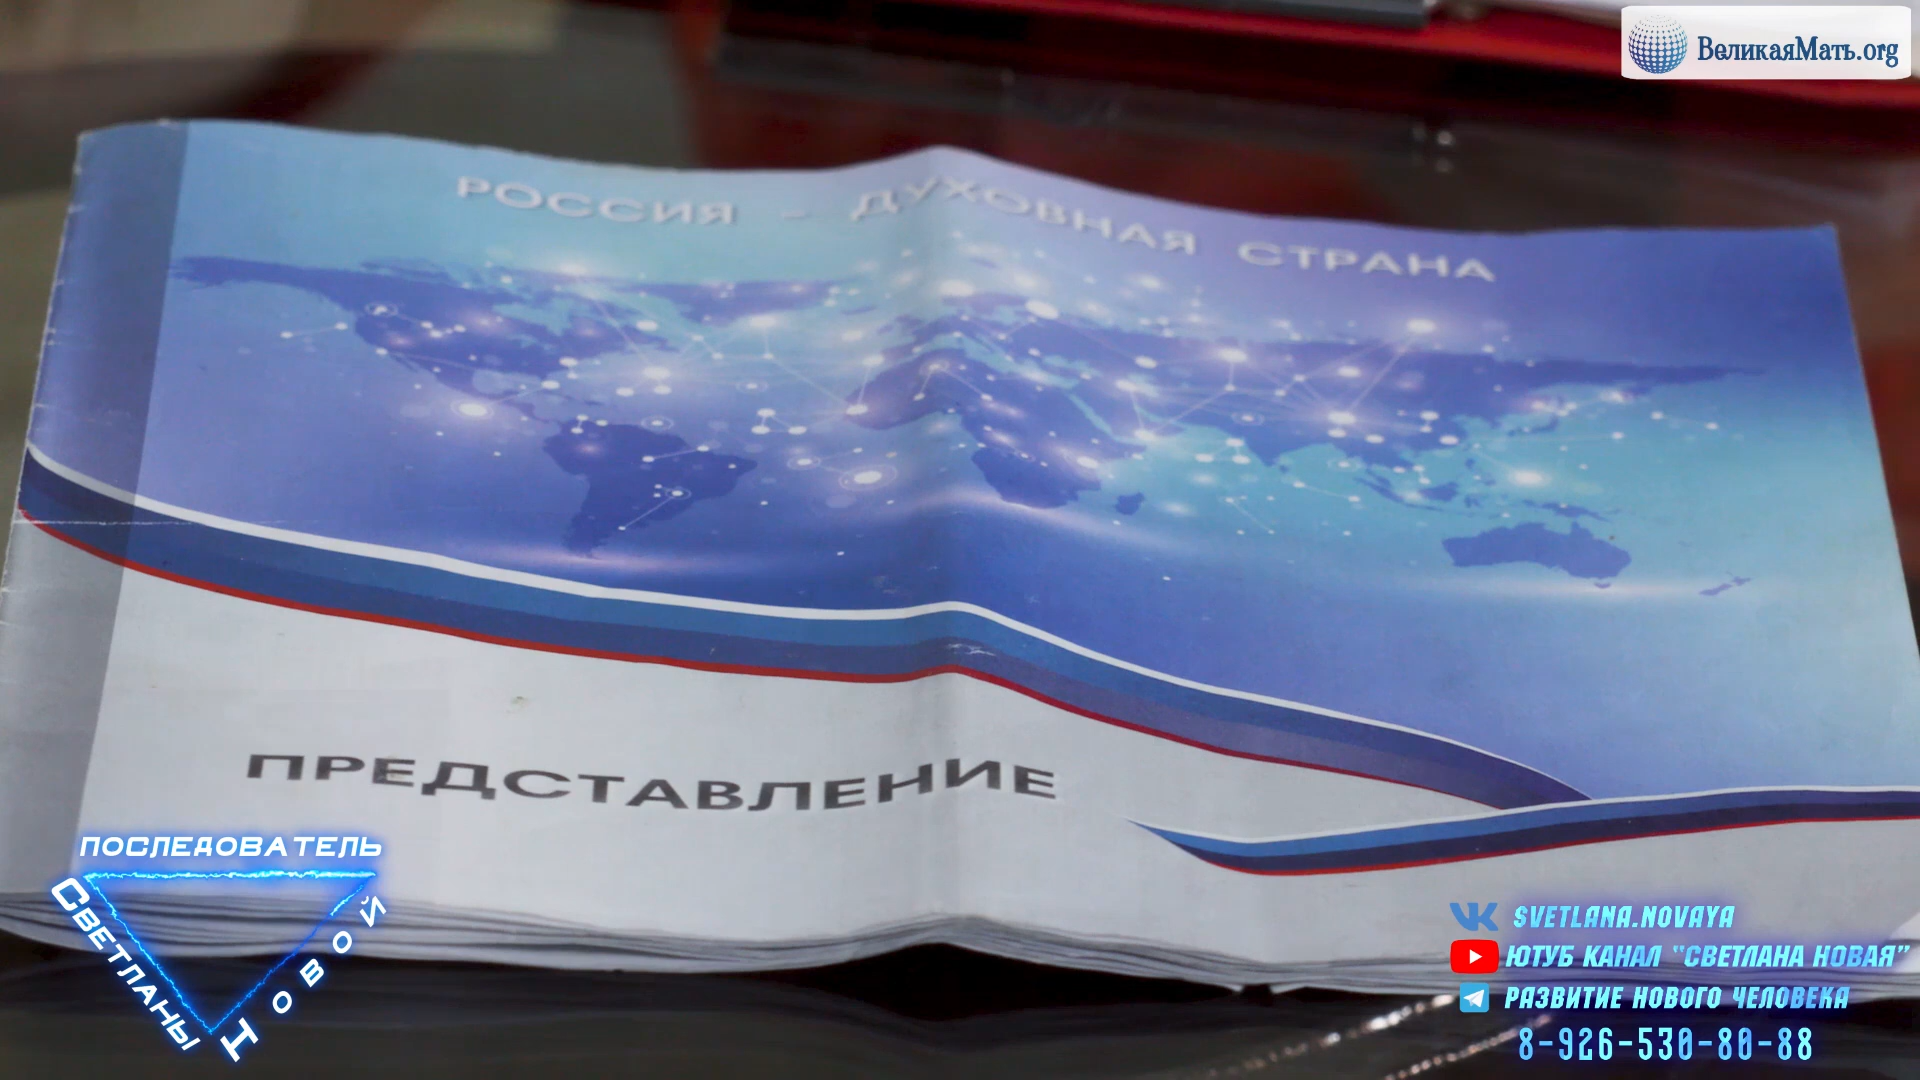 ВеликаяМать.org
РОССИЯ - ДУХОВНАЯ СТРАНА
ПРЕДСТАВЛЕНИЕ
ПОСЛЕДОВАТЕЛЬ
СВЕТЛАНЫ
НОВОЙ
SVETLANA.NOVAYA
ЮТУБ КАНАЛ "СВЕТЛАНА НОВАЯ"
РАЗВИТИЕ НОВОГО ЧЕЛОВЕКА
8-926-530-80-88